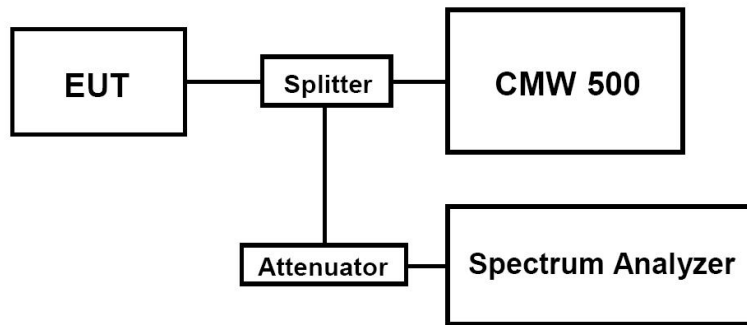 EUT
Splitter
CMW 500
Attenuator
Spectrum Analyzer